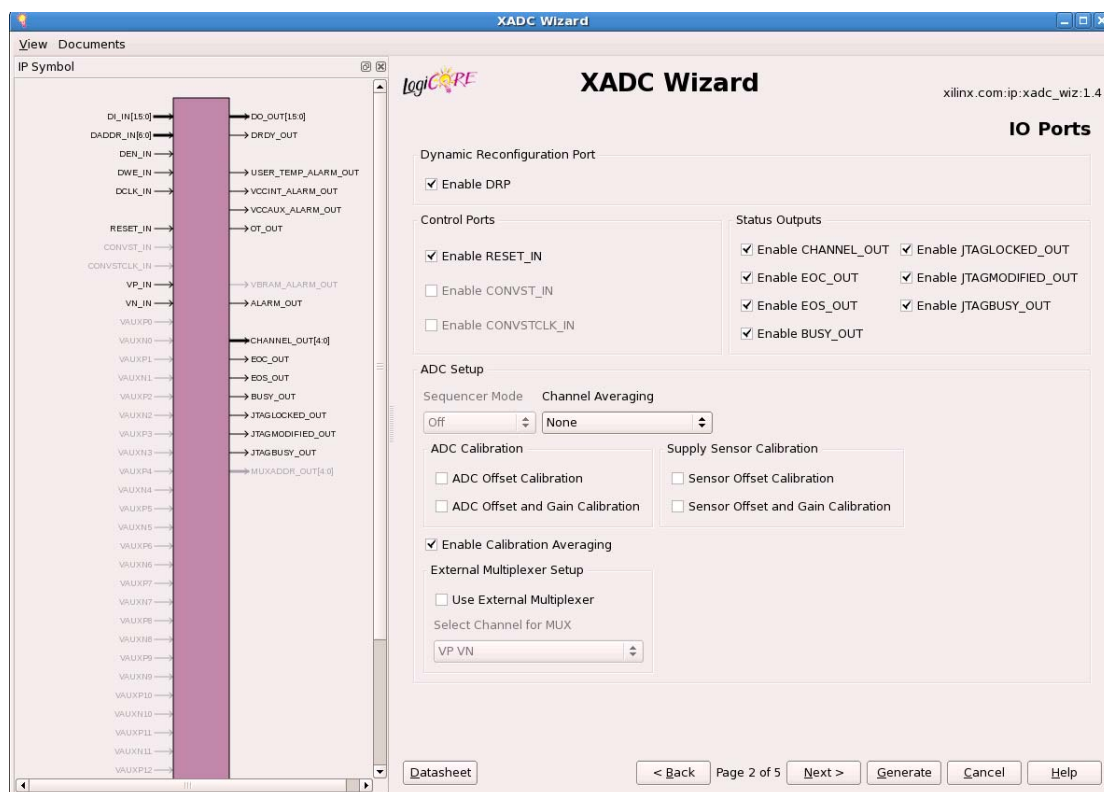 XADC Wizard
View Documents
IP Symbol
DI_IN[15:0]
DADDR_IN[6:0]
DEN_IN
DWE_IN
DCLK_IN
RESET_IN
CONVST_IN
CONVSTCLK_IN
VP_IN
VN_IN
VAUXP0
VAUXN0
VAUXP1
VAUXN1
VAUXP2
VAUXN2
VAUXP3
VAUXN3
VAUXP4
VAUXN4
VAUXP5
VAUXN5
VAUXP6
VAUXN6
VAUXP7
VAUXN7
VAUXP8
VAUXN8
VAUXP9
VAUXN9
VAUXP10
VAUXN10
VAUXP11
VAUXN11
VAUXP12
DO_OUT[15:0]
DRDY_OUT
USER_TEMP_ALARM_OUT
VCCINT_ALARM_OUT
VCCAUX_ALARM_OUT
OT_OUT
VBRAM_ALARM_OUT
ALARM_OUT
CHANNEL_OUT[4:0]
EOC_OUT
EOS_OUT
BUSY_OUT
JTAGLOCKED_OUT
JTAGMODIFIED_OUT
JTAGBUSY_OUT
MUXADDR_OUT[4:0]
LogiCORE
XADC Wizard
xilinx.com:ip:xadc_wiz:1.4
IO Ports
Dynamic Reconfiguration Port
Enable DRP
Control Ports
Enable RESET_IN
Enable CONVST_IN
Enable CONVSTCLK_IN
Status Outputs
Enable CHANNEL_OUT Enable JTAGLOCKED_OUT
Enable EOC_OUT Enable JTAGMODIFIED_OUT
Enable EOS_OUT Enable JTAGBUSY_OUT
Enable BUSY_OUT
ADC Setup
Sequencer Mode Channel Averaging
Off None
ADC Calibration
ADC Offset Calibration
ADC Offset and Gain Calibration
Supply Sensor Calibration
Sensor Offset Calibration
Sensor Offset and Gain Calibration
Enable Calibration Averaging
External Multiplexer Setup
Use External Multiplexer
Select Channel for MUX
VP VN
Datasheet
< Back Page 2 of 5 Next > Generate Cancel Help